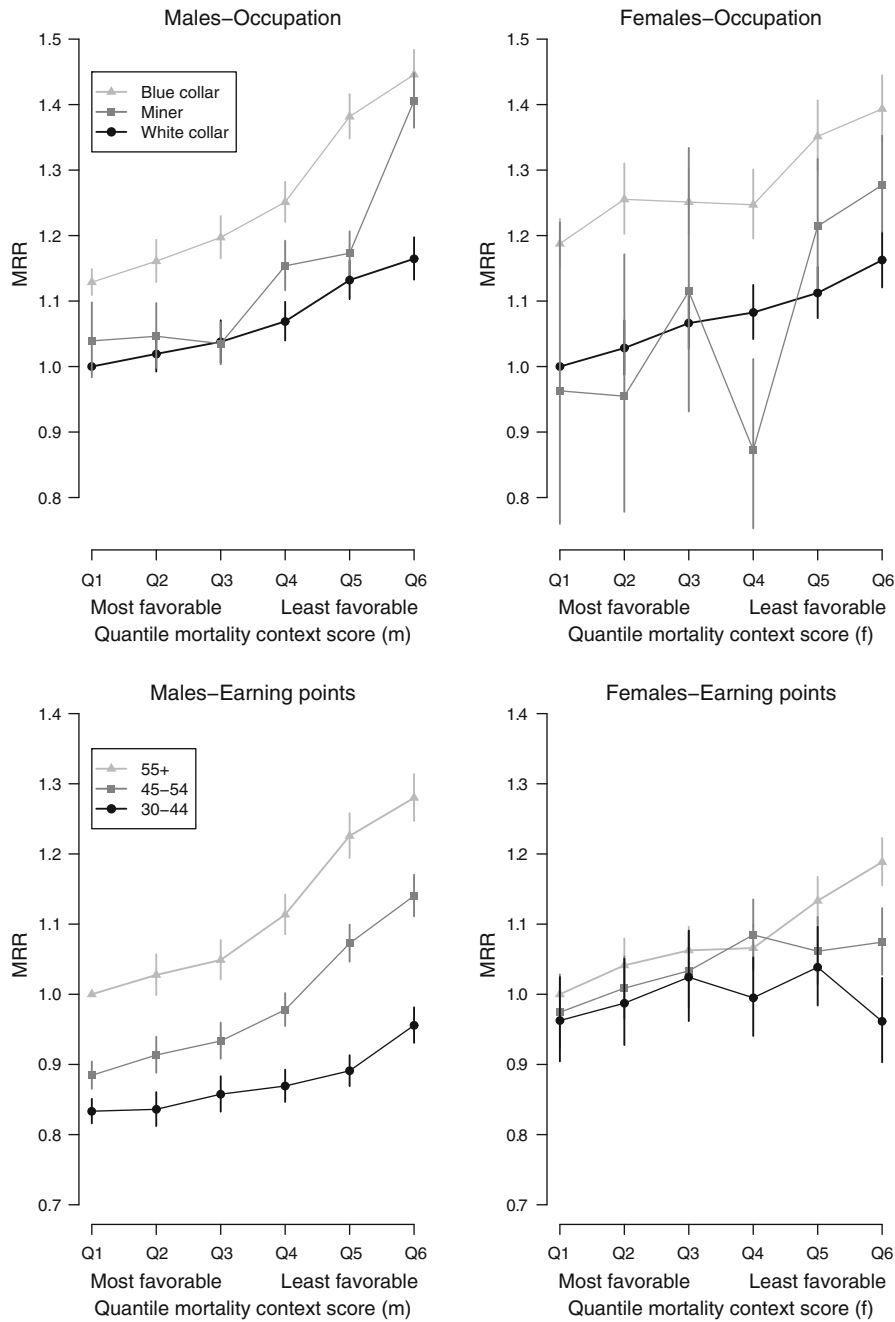 Males–Occupation
1.5
1.4
1.3
1.2
1.1
1.0
0.9
0.8
MRR
Blue collar
Miner
White collar
Q1 Q2 Q3 Q4 Q5 Q6
Most favorable Least favorable
Quantile mortality context score (m)
Females–Occupation
1.5
1.4
1.3
1.2
1.1
1.0
0.9
0.8
MRR
Q1 Q2 Q3 Q4 Q5 Q6
Most favorable Least favorable
Quantile mortality context score (f)
Males–Earning points
1.4
1.3
1.2
1.1
1.0
0.9
0.8
0.7
MRR
55+
45–54
30–44
Q1 Q2 Q3 Q4 Q5 Q6
Most favorable Least favorable
Quantile mortality context score (m)
Females–Earning points
1.4
1.3
1.2
1.1
1.0
0.9
0.8
0.7
MRR
Q1 Q2 Q3 Q4 Q5 Q6
Most favorable Least favorable
Quantile mortality context score (f)